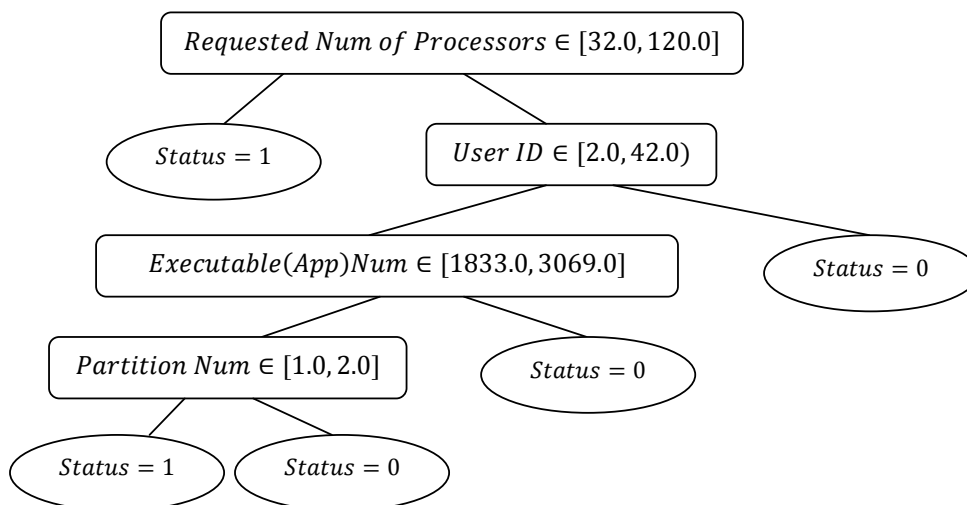 Requested Num of Processors ∈ [32.0, 120.0]
Status = 1
User ID ∈ [2.0, 42.0)
Executable(App)Num ∈ [1833.0, 3069.0]
Status = 0
Partition Num ∈ [1.0, 2.0]
Status = 0
Status = 1
Status = 0